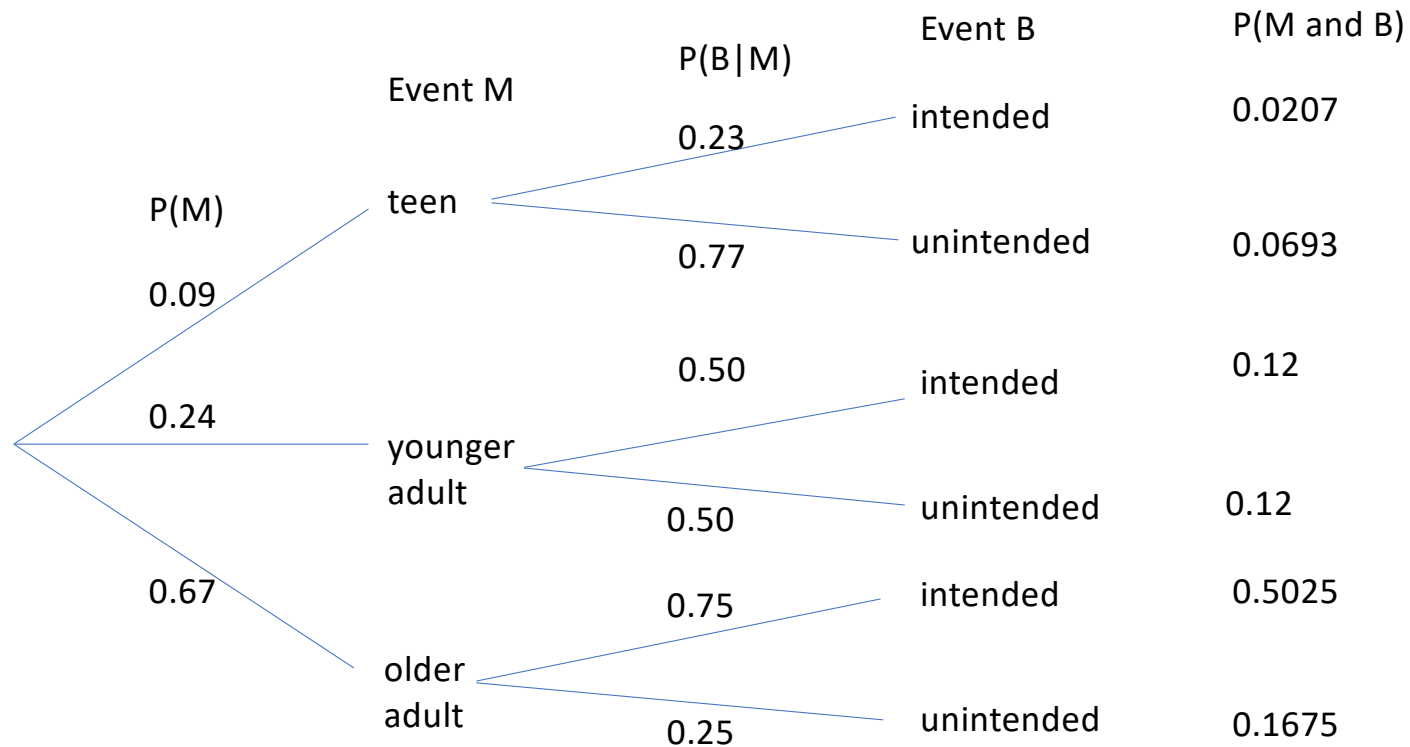 Event B
P(M and B)
P(B|M)
Event M
intended
0.0207
0.23
teen
P(M)
unintended
0.0693
0.77
0.09
0.50
intended
0.12
0.24
younger
adult
unintended
0.12
0.50
0.67
0.75
intended
0.5025
older
adult
0.25
unintended
0.1675